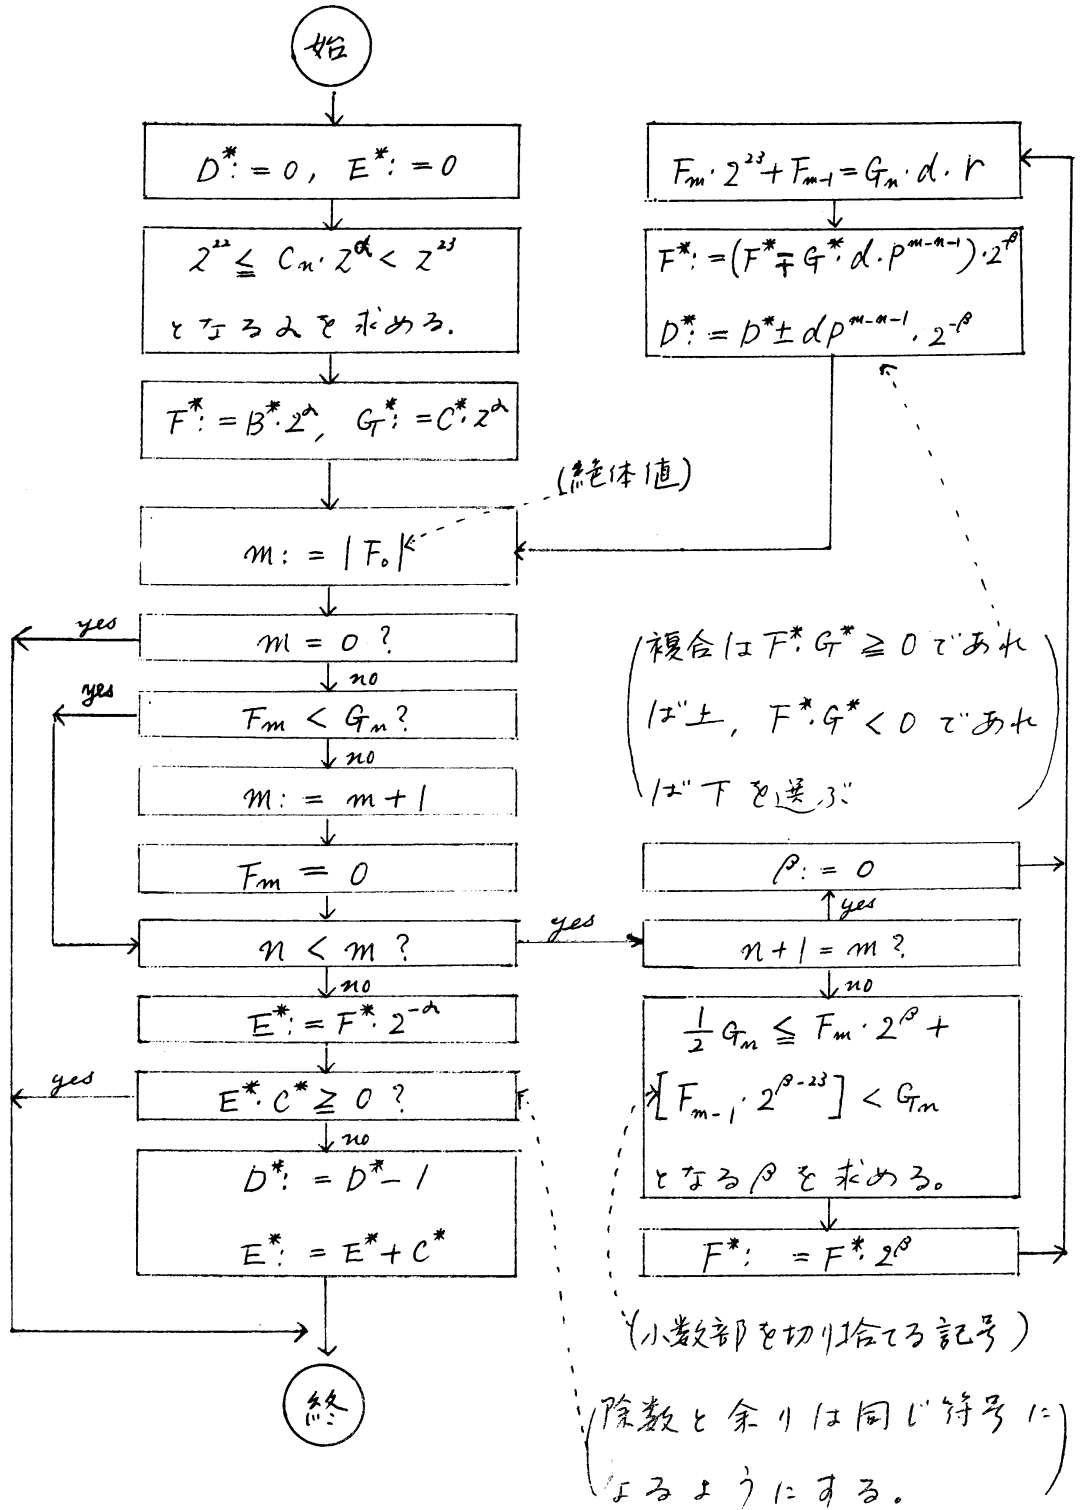 始
D*:=0, E*:=0
2²² ≦ Cₙ・2^α < 2²³
となるαを求める.
F*:=B*・2^α, G*:=C*・2^α
(絶体値)
m:=|F₀|
yes
m=0?
no
yes
Fₘ<Gₙ?
no
m:=m+1
Fₘ=0
n<m?
yes
no
E*:=F*・2^-α
yes
E*・C*≧0?
no
D*:=D*-1
E*:=E*+C*
終
Fₘ・2²³+Fₘ₋₁=Gₙ・d・r
F*:=(F*∓G*・d・P^m-n-1)・2^-β
D*:=D*±dP^m-n-1・2^-β
(複合はF*・G*≧0であれ
ば上, F*・G*<0であれ
ば下を選ぶ)
β:=0
yes
n+1=m?
no
1/2 Gₙ≦Fₘ・2^β+
[Fₘ₋₁・2^β-23]<Gₙ
となるβを求める。
F*:=F*・2^β
(小数部を切り捨てる記号)
(除数と余りは同じ符号に
なるようにする。)